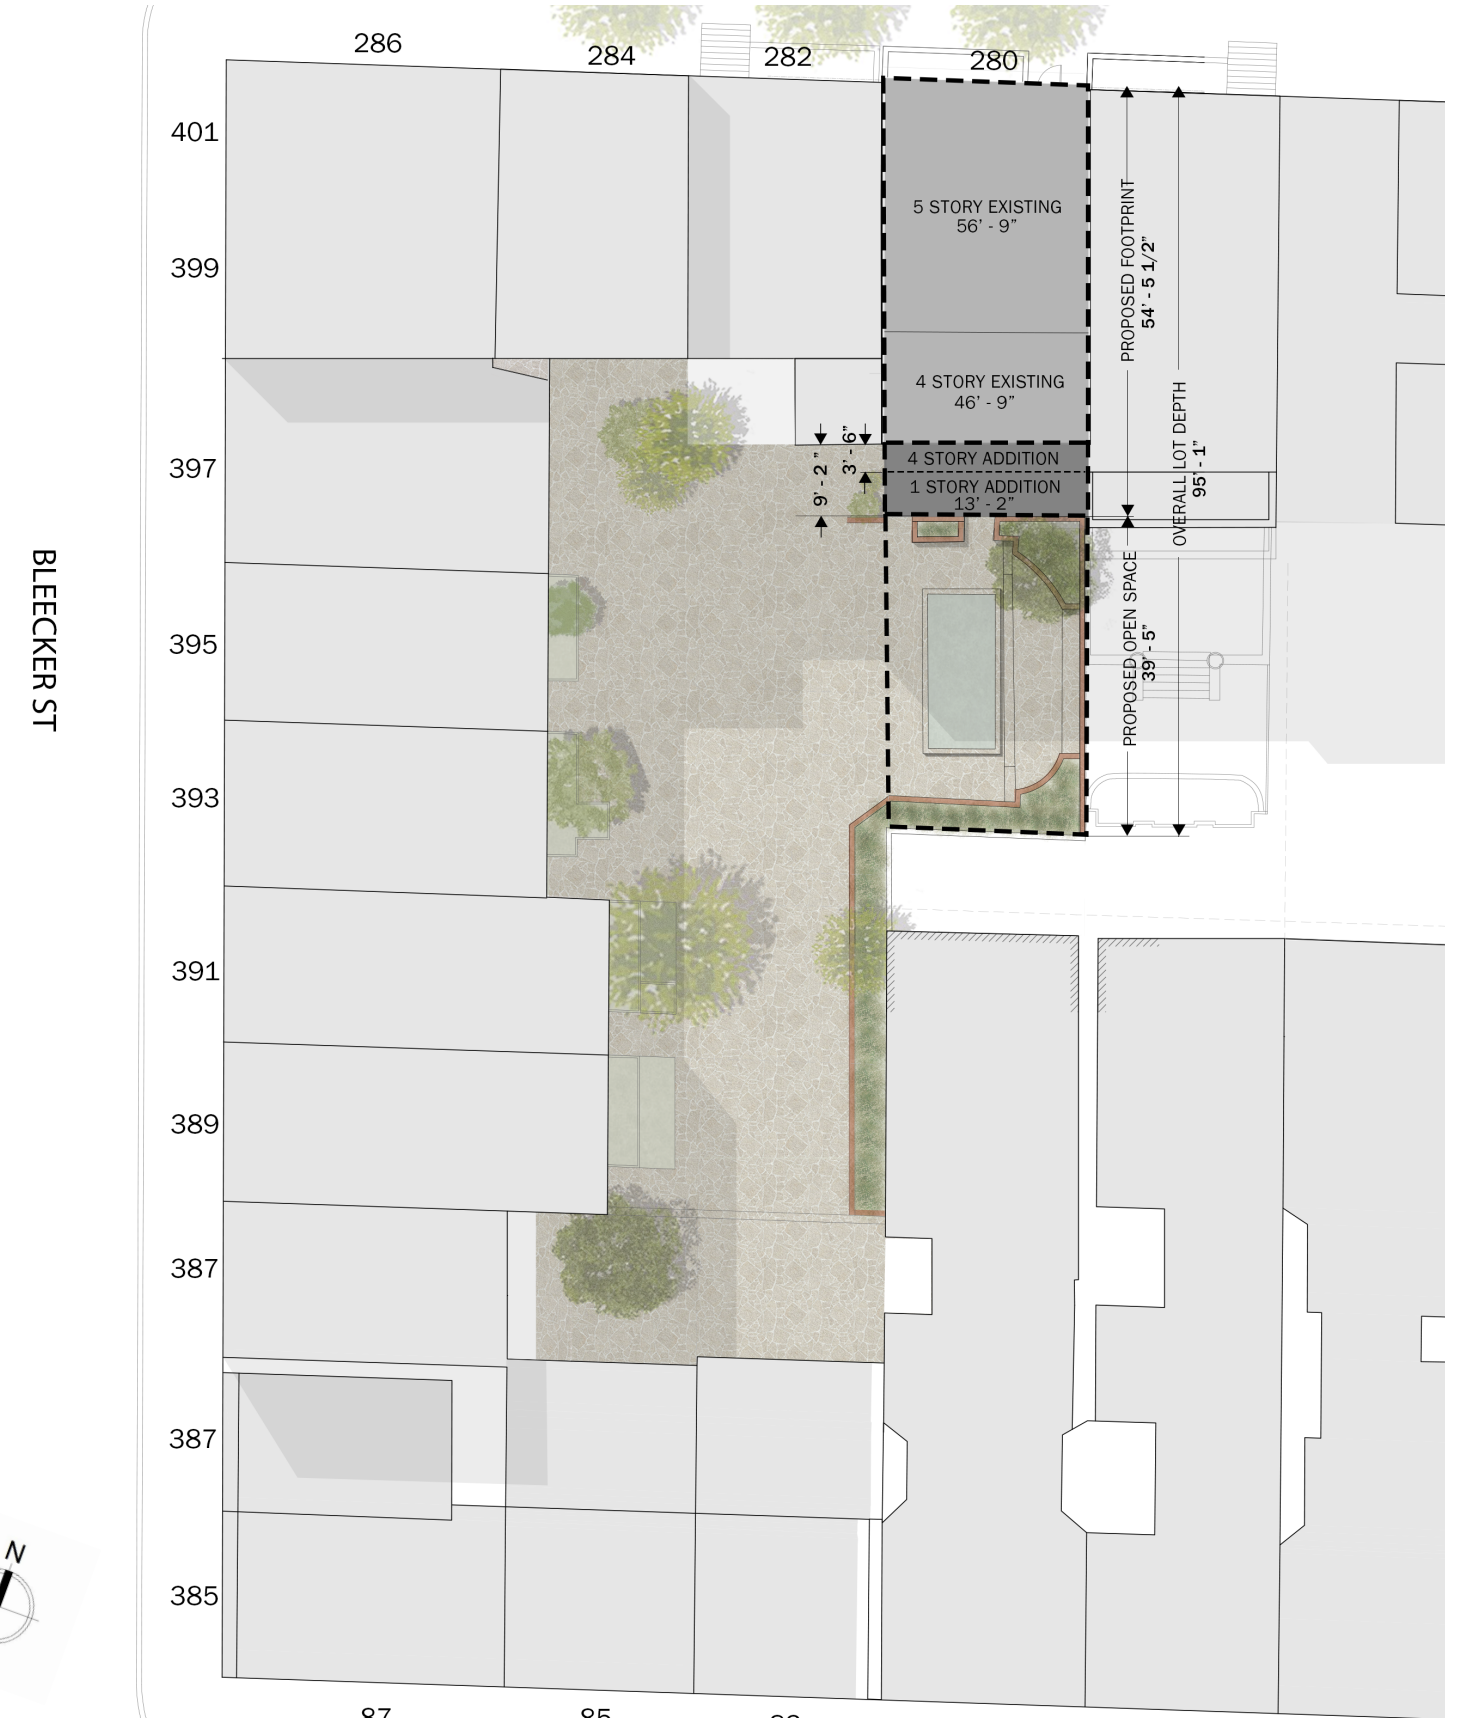 286
284
282
280
401
399
397
395
393
391
389
387
387
385
BLEECKER ST
5 STORY EXISTING
56' - 9”
4 STORY EXISTING
46' - 9”
4 STORY ADDITION
1 STORY ADDITION
13' - 2”
9' - 2 ”
3' - 6”
PROPOSED FOOTPRINT
54' - 5 1/2”
OVERALL LOT DEPTH
95' - 1”
PROPOSED OPEN SPACE
39' - 5”
N
87
85